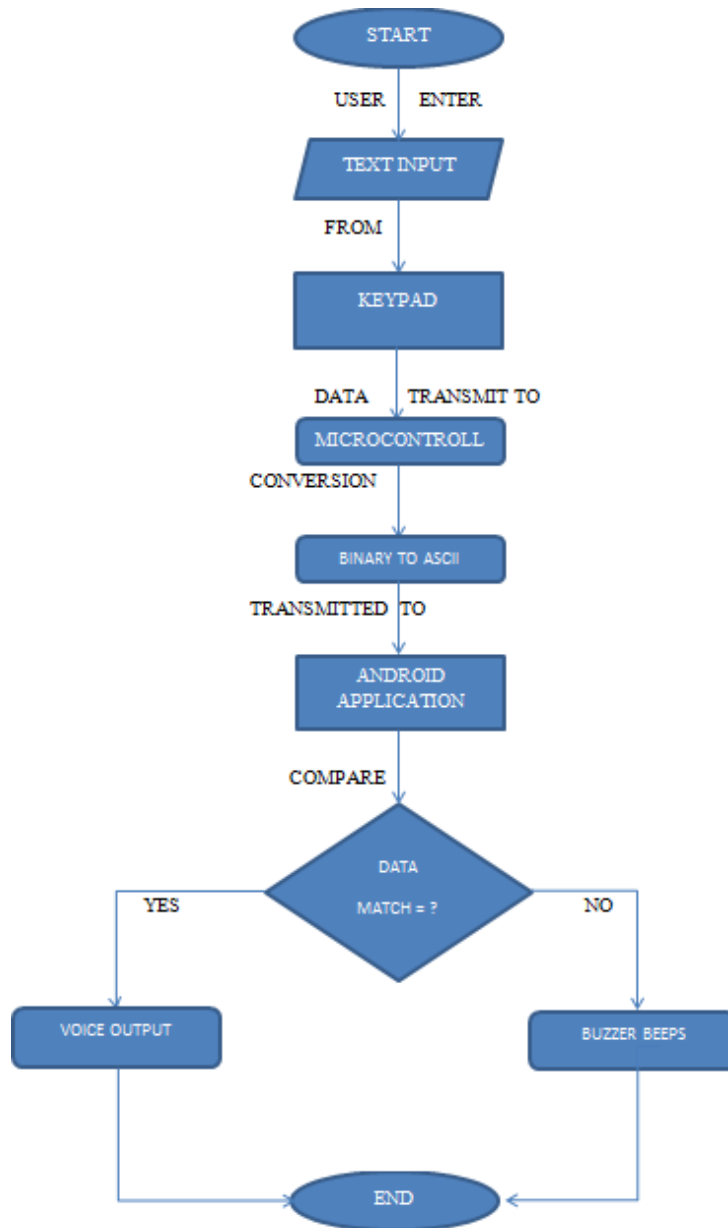 START
USER ENTER
TEXT INPUT
FROM
KEYPAD
DATA TRANSMIT TO
MICROCONTROLL
CONVERSION
BINARY TO ASCII
TRANSMITTED TO
ANDROID
APPLICATION
COMPARE
DATA
MATCH = ?
YES
NO
VOICE OUTPUT
BUZZER BEEPS
END